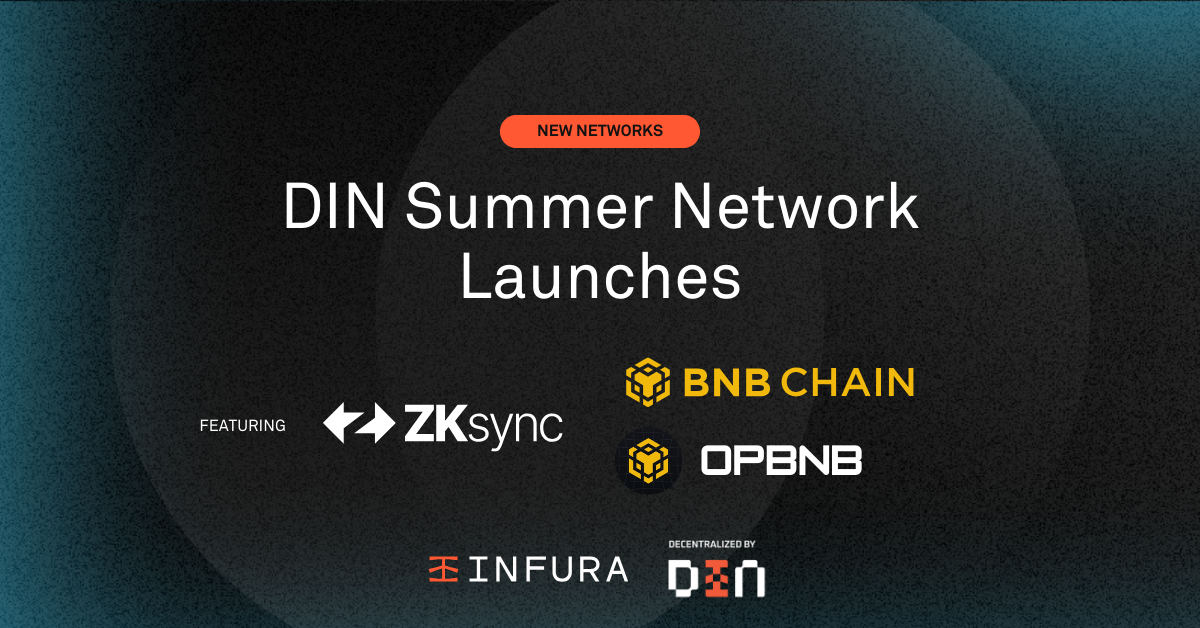 NEW NETWORKS
DIN Summer Network
Launches
FEATURING
ZKsync
BNB CHAIN
OPBNB
INFURA
DECENTRALIZED BY
DIN